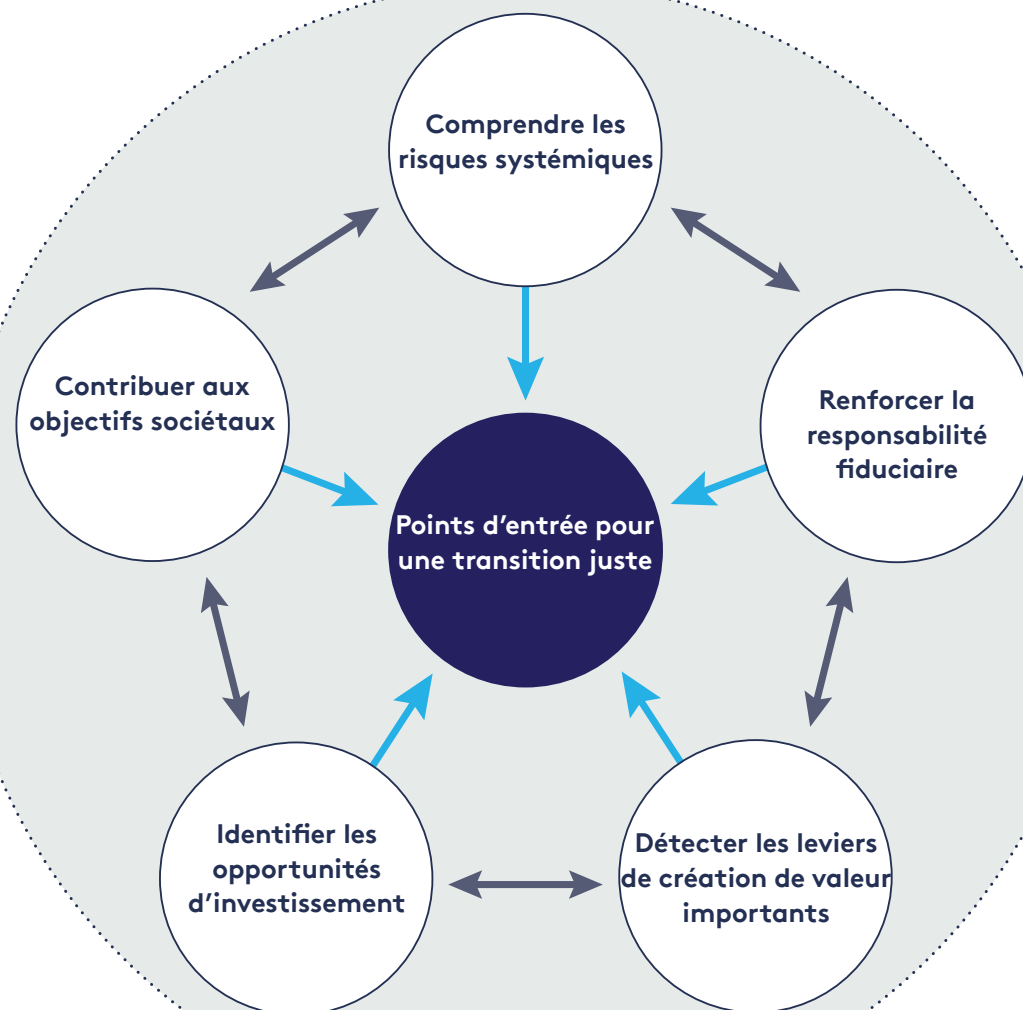 Comprendre les
risques systémiques
Contribuer aux
objectifs sociétaux
Renforcer la
responsabilité
fiduciaire
Points d’entrée pour
une transition juste
Identifier les
opportunités
d’investissement
Détecter les leviers
de création de valeur
importants